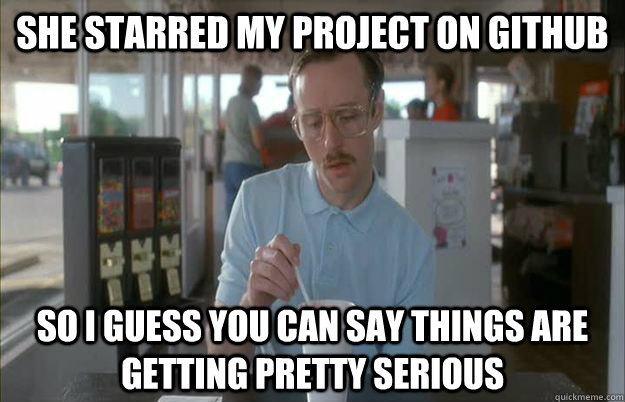 SHE STARRED MY PROJECT ON GITHUB
SO I GUESS YOU CAN SAY THINGS ARE
GETTING PRETTY SERIOUS
quickmeme.com